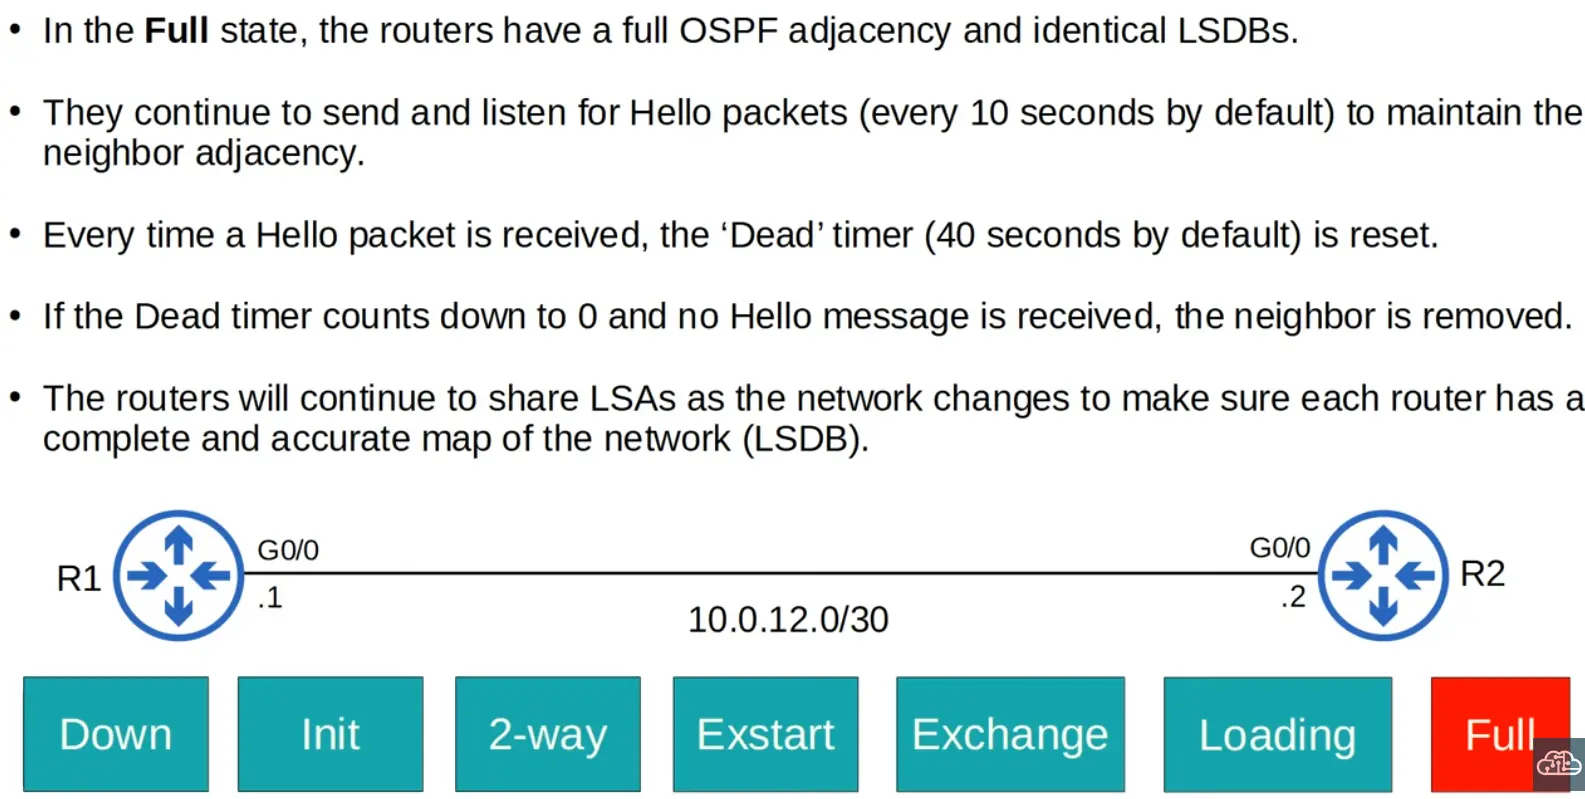 • In the Full state, the routers have a full OSPF adjacency and identical LSDBs.
• They continue to send and listen for Hello packets (every 10 seconds by default) to maintain the
neighbor adjacency.
• Every time a Hello packet is received, the ‘Dead’ timer (40 seconds by default) is reset.
• If the Dead timer counts down to 0 and no Hello message is received, the neighbor is removed.
• The routers will continue to share LSAs as the network changes to make sure each router has a
complete and accurate map of the network (LSDB).
R1
G0/0
.1
10.0.12.0/30
G0/0
.2
R2
Down
Init
2-way
Exstart
Exchange
Loading
Full